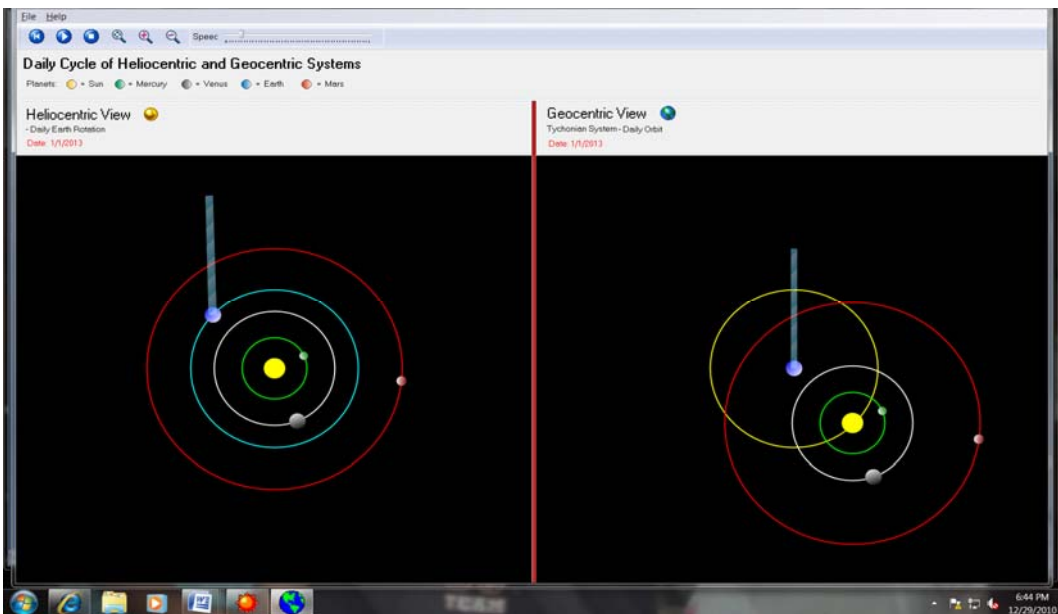 File Help
Speec
Daily Cycle of Heliocentric and Geocentric Systems
Planets: = Sun = Mercury = Venus = Earth = Mars
Heliocentric View
- Daily Earth Rotation
Date: 1/1/2013
Geocentric View
Tychonian System - Daily Orbit
Date: 1/1/2013
TEAM
6:44 PM
12/29/2010